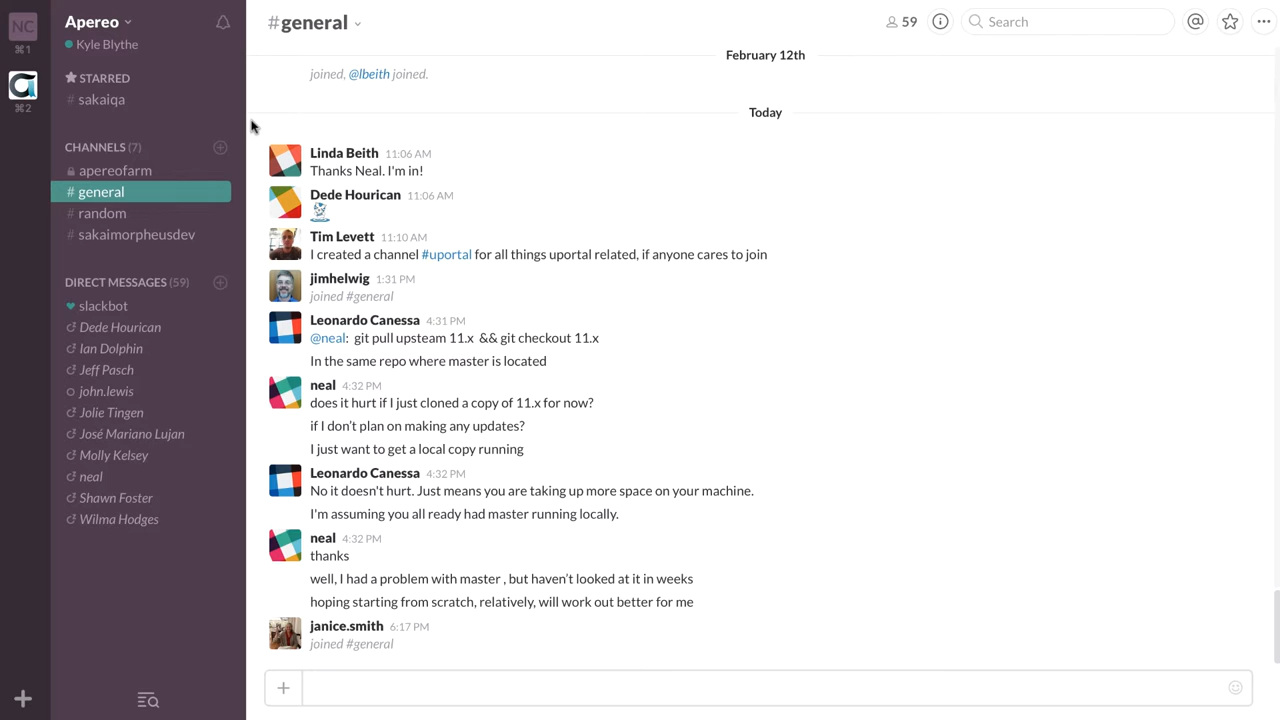 NC
⌘1
⌘2
Apereo
Kyle Blythe
STARRED
# sakaiqa
CHANNELS (7)
apereofarm
# general
# random
# sakaimorpheusdev
DIRECT MESSAGES (59)
slackbot
Dede Hourican
Ian Dolphin
Jeff Pasch
john.lewis
Jolie Tingen
José Mariano Lujan
Molly Kelsey
neal
Shawn Foster
Wilma Hodges
#general
59
Search
February 12th
joined, @lbeith joined.
Today
Linda Beith 11:06 AM
Thanks Neal. I'm in!
Dede Hourican 11:06 AM
Tim Levett 11:10 AM
I created a channel #uportal for all things uportal related, if anyone cares to join
jimhelwig 1:31 PM
joined #general
Leonardo Canessa 4:31 PM
@neal: git pull upsteam 11.x && git checkout 11.x
In the same repo where master is located
neal 4:32 PM
does it hurt if I just cloned a copy of 11.x for now?
if I don't plan on making any updates?
I just want to get a local copy running
Leonardo Canessa 4:32 PM
No it doesn't hurt. Just means you are taking up more space on your machine.
I'm assuming you all ready had master running locally.
neal 4:32 PM
thanks
well, I had a problem with master , but haven't looked at it in weeks
hoping starting from scratch, relatively, will work out better for me
janice.smith 6:17 PM
joined #general